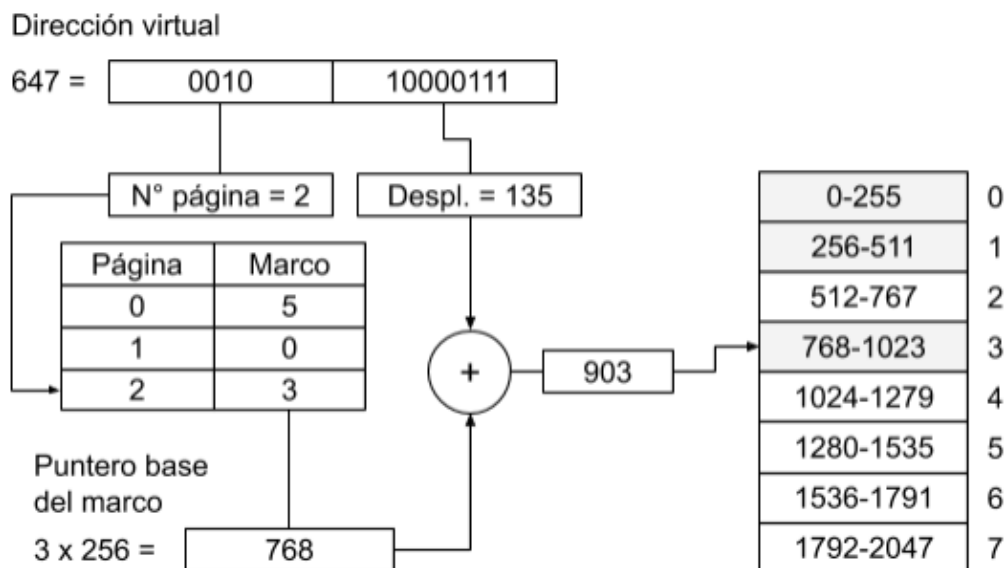 Dirección virtual
647 = 0010 10000111
N° página = 2 Despl. = 135
Página Marco
0 5
1 0
2 3
+ 903
Puntero base
del marco
3 x 256 = 768
0-255 0
256-511 1
512-767 2
768-1023 3
1024-1279 4
1280-1535 5
1536-1791 6
1792-2047 7